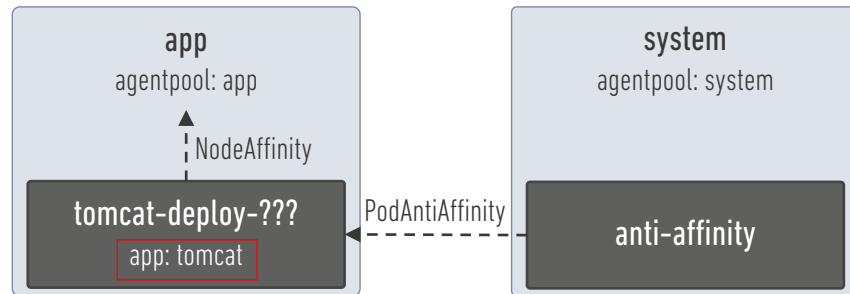 app
agentpool: app
NodeAffinity
tomcat-deploy-???
app: tomcat
PodAntiAffinity
system
agentpool: system
anti-affinity